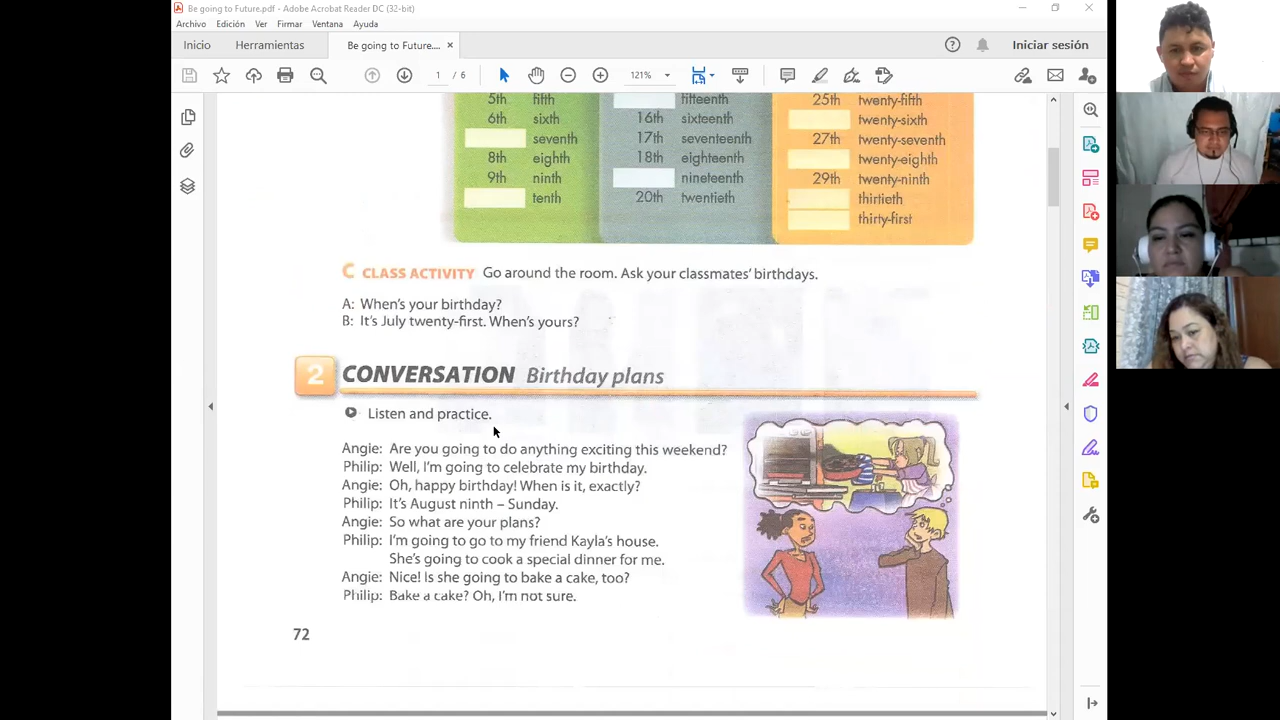 Be going to Future.pdf - Adobe Acrobat Reader DC (32-bit)
Archivo Edición Ver Firmar Ventana Ayuda
Inicio Herramientas Be going to Future.... × Iniciar sesión
1 / 6 121%
5th fifth fifteenth 25th twenty-fifth
6th sixth 16th sixteenth twenty-sixth
seventh 17th seventeenth 27th twenty-seventh
8th eighth 18th eighteenth twenty-eighth
9th ninth nineteenth 29th twenty-ninth
tenth 20th twentieth thirtieth
thirty-first
C CLASS ACTIVITY Go around the room. Ask your classmates' birthdays.
A: When's your birthday?
B: It's July twenty-first. When's yours?
2 CONVERSATION Birthday plans
Listen and practice.
Angie: Are you going to do anything exciting this weekend?
Philip: Well, I'm going to celebrate my birthday.
Angie: Oh, happy birthday! When is it, exactly?
Philip: It's August ninth – Sunday.
Angie: So what are your plans?
Philip: I'm going to go to my friend Kayla's house.
She's going to cook a special dinner for me.
Angie: Nice! Is she going to bake a cake, too?
Philip: Bake a cake? Oh, I'm not sure.
72